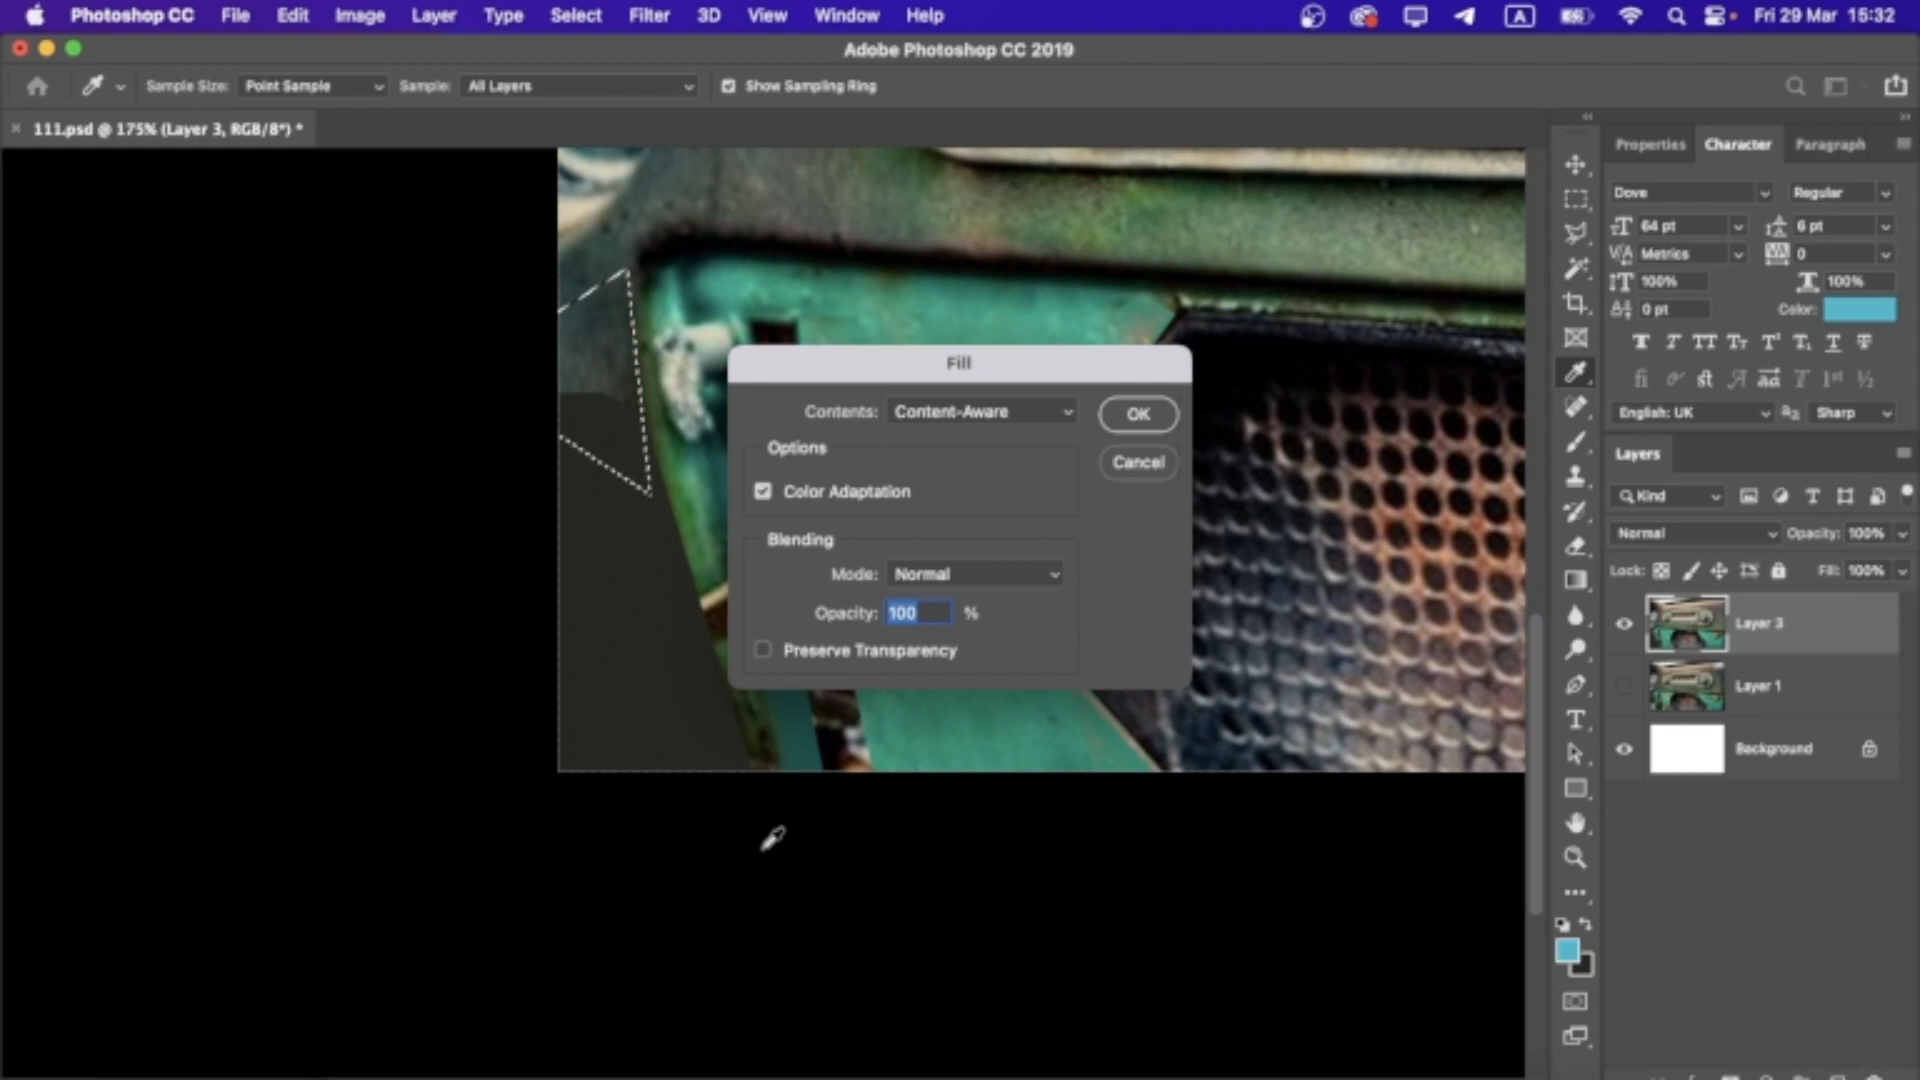 Photoshop CC File Edit Image Layer Type Select Filter 3D View Window Help A Fri 29 Mar 15:32
Adobe Photoshop CC 2019
Sample Size: Point Sample Sample: All Layers Show Sampling Ring
111.psd @ 175% (Layer 3, RGB/8*) *
Properties Character Paragraph
Dove Regular
64 pt 6 pt
Metrics 0
100% 100%
0 pt Color:
English: UK Sharp
Layers
Kind
Normal Opacity: 100%
Lock: Fill: 100%
Layer 3
Layer 1
Background
Fill
Contents: Content-Aware OK
Options
Cancel
Color Adaptation
Blending
Mode: Normal
Opacity: 100 %
Preserve Transparency